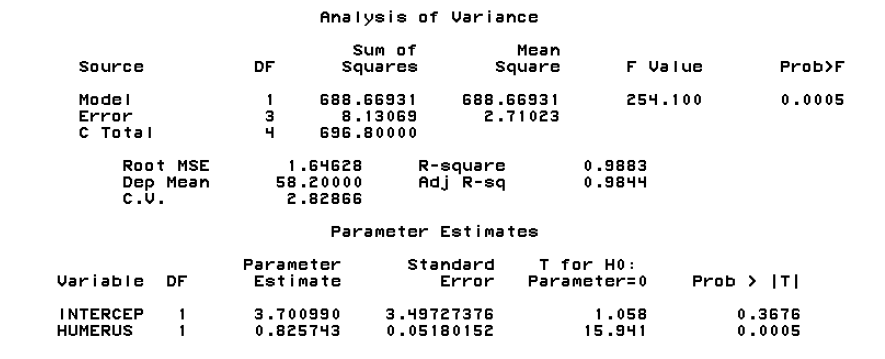 Analysis of Variance
Sum of Mean
Source DF Squares Square F Value Prob>F
Model 1 688.66931 688.66931 254.100 0.0005
Error 3 8.13069 2.71023
C Total 4 696.80000
Root MSE 1.64628 R-square 0.9883
Dep Mean 58.20000 Adj R-sq 0.9844
C.V. 2.82866
Parameter Estimates
Parameter Standard T for H0:
Variable DF Estimate Error Parameter=0 Prob > |T|
INTERCEP 1 3.700990 3.49727376 1.058 0.3676
HUMERUS 1 0.825743 0.05180152 15.941 0.0005